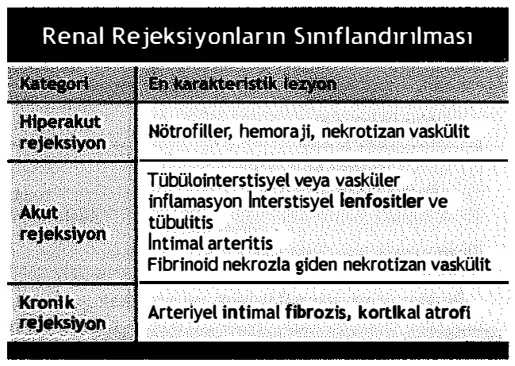 Renal Rejeksiyonların Sınıflandırılması
Kategori En karakteristik lezyon
Hiperakut rejeksiyon Nötrofiller, hemoraji, nekrotizan vaskülit
Akut rejeksiyon Tübülointerstisyel veya vasküler
inflamasyon İnterstisyel lenfositler ve
tübulitis
İntimal arteritis
Fibrinoid nekrozla giden nekrotizan vaskülit
Kronik rejeksiyon Arteriyel intimal fibrozis, kortikal atrofi